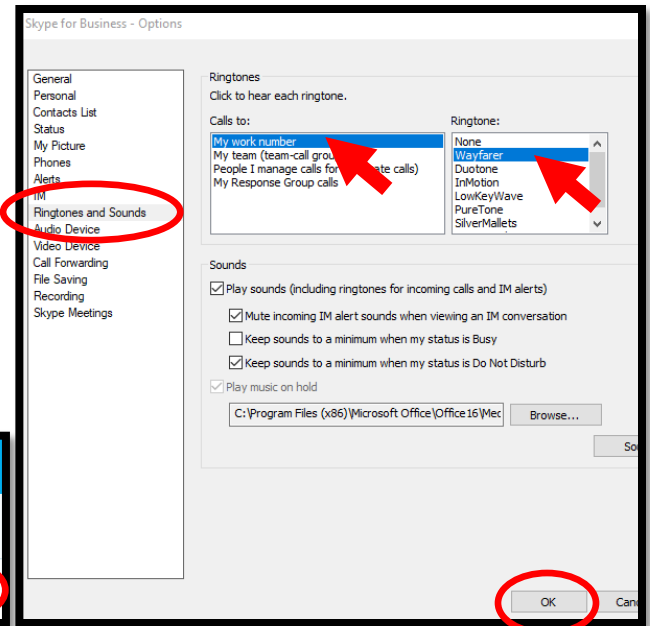 Skype for Business - Options
General
Personal
Contacts List
Status
My Picture
Phones
Alerts
IM
Ringtones and Sounds
Audio Device
Video Device
Call Forwarding
File Saving
Recording
Skype Meetings
Ringtones
Click to hear each ringtone.
Calls to:
My work number
My team (team-call grou
People I manage calls for ate calls)
My Response Group calls
Ringtone:
None
Wayfarer
Duotone
InMotion
LowKeyWave
PureTone
SilverMallets
Sounds
Play sounds (including ringtones for incoming calls and IM alerts)
Mute incoming IM alert sounds when viewing an IM conversation
Keep sounds to a minimum when my status is Busy
Keep sounds to a minimum when my status is Do Not Disturb
Play music on hold
C:\Program Files (x86)\Microsoft Office\Office16\Mec
Browse...
So
OK
Can